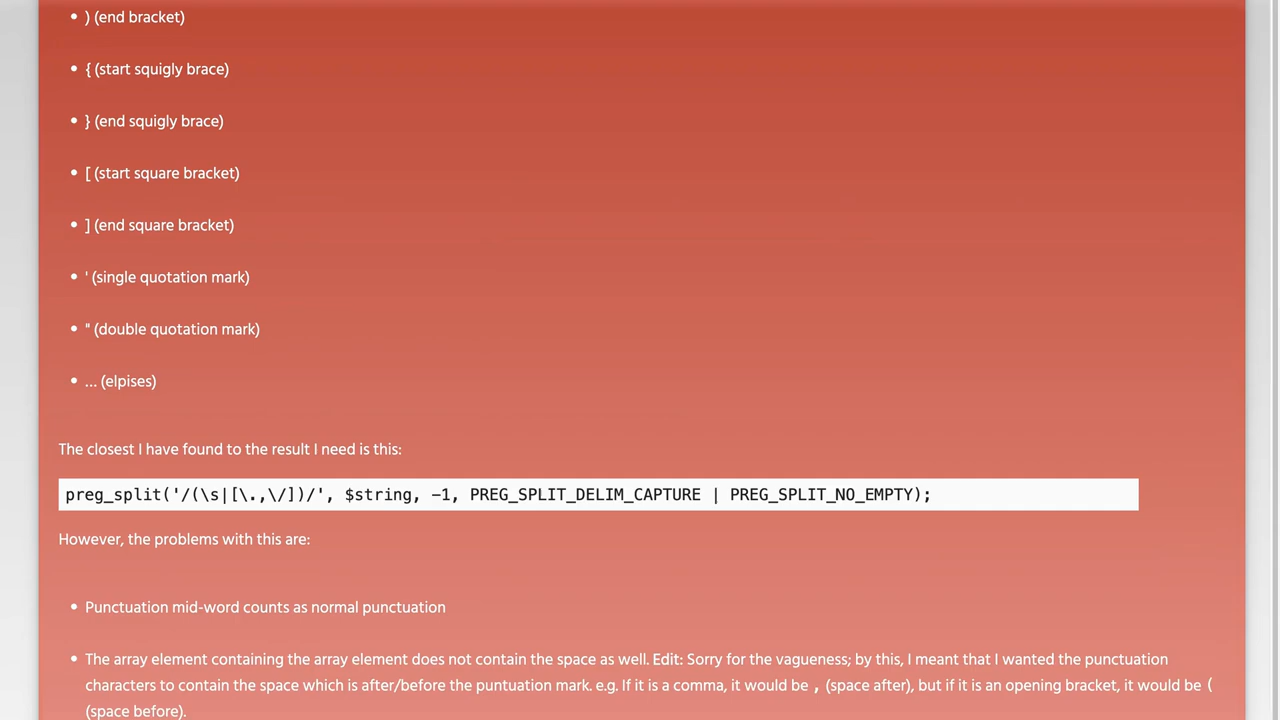 • ) (end bracket)
• { (start squigly brace)
• } (end squigly brace)
• [ (start square bracket)
• ] (end square bracket)
• ' (single quotation mark)
• " (double quotation mark)
• ... (elpises)
The closest I have found to the result I need is this:
preg_split('/(\s|[\.,\/])/', $string, -1, PREG_SPLIT_DELIM_CAPTURE | PREG_SPLIT_NO_EMPTY);
However, the problems with this are:
• Punctuation mid-word counts as normal punctuation
• The array element containing the array element does not contain the space as well. Edit: Sorry for the vagueness; by this, I meant that I wanted the punctuation
characters to contain the space which is after/before the puntuation mark. e.g. If it is a comma, it would be , (space after), but if it is an opening bracket, it would be (
(space before).